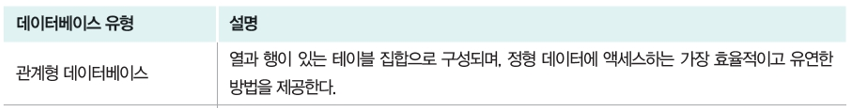 데이터베이스 유형 설명
관계형 데이터베이스 열과 행이 있는 테이블 집합으로 구성되며, 정형 데이터에 액세스하는 가장 효율적이고 유연한
방법을 제공한다.